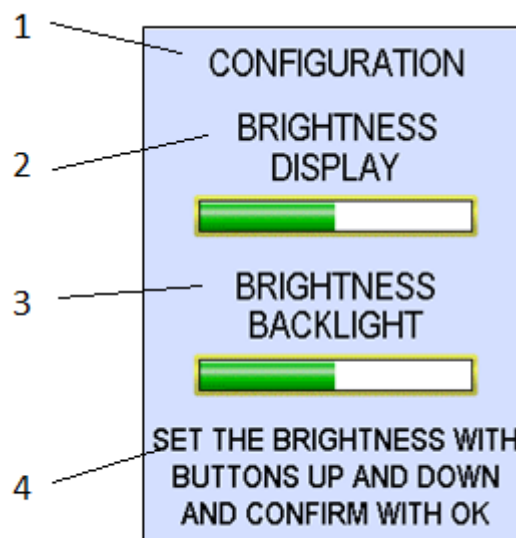 1
CONFIGURATION
2
BRIGHTNESS
DISPLAY
3
BRIGHTNESS
BACKLIGHT
4
SET THE BRIGHTNESS WITH
BUTTONS UP AND DOWN
AND CONFIRM WITH OK